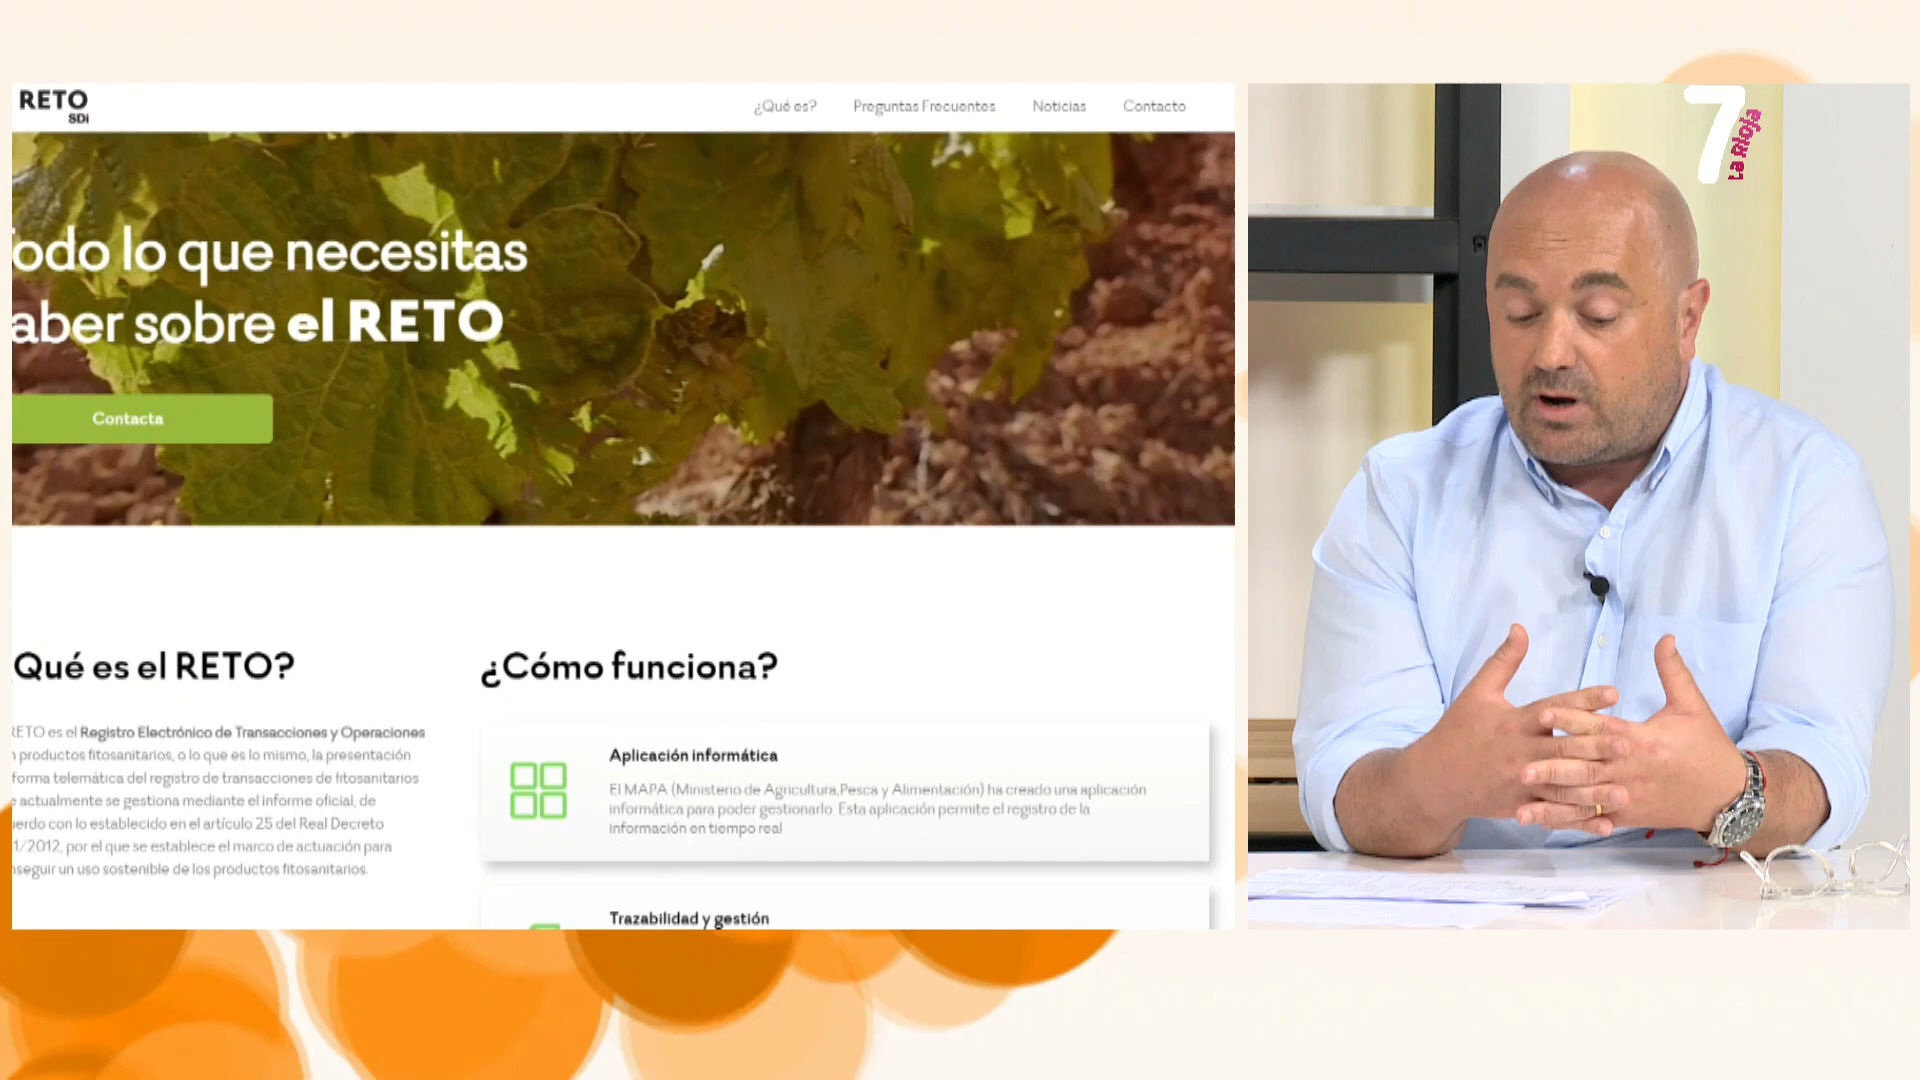 RETO
SDi
¿Qué es?
Preguntas Frecuentes
Noticias
Contacto
7
La Rioja
odo lo que necesitas
aber sobre el RETO
Contacta
Qué es el RETO?
RETO es el Registro Electrónico de Transacciones y Operaciones
productos fitosanitarios, o lo que es lo mismo, la presentación
forma telemática del registro de transacciones de fitosanitarios
actualmente se gestiona mediante el informe oficial, de
erdo con lo establecido en el artículo 25 del Real Decreto
1/2012, por el que se establece el marco de actuación para
nseguir un uso sostenible de los productos fitosanitarios.
¿Cómo funciona?
Aplicación informática
El MAPA (Ministerio de Agricultura,Pesca y Alimentación) ha creado una aplicación
informática para poder gestionarlo. Esta aplicación permite el registro de la
información en tiempo real
Trazabilidad y gestión